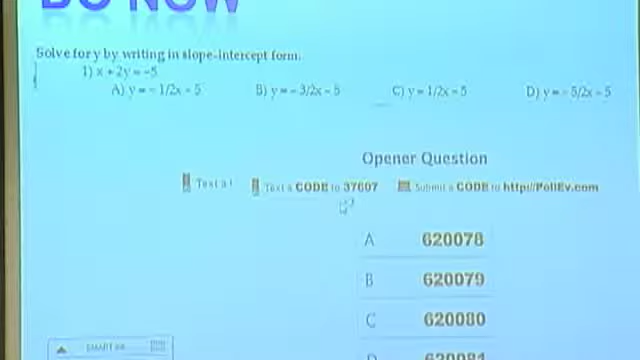 DO NOW
Solve for y by writing in slope-intercept form.
1) x + 2y = -5
A) y = - 1/2x - 5 B) y = - 3/2x - 5 C) y = 1/2x - 5 D) y = - 5/2x - 5
Opener Question
Text a CODE to 37607 Submit a CODE to http://PollEv.com
A 620078
B 620079
C 620080
D 620081